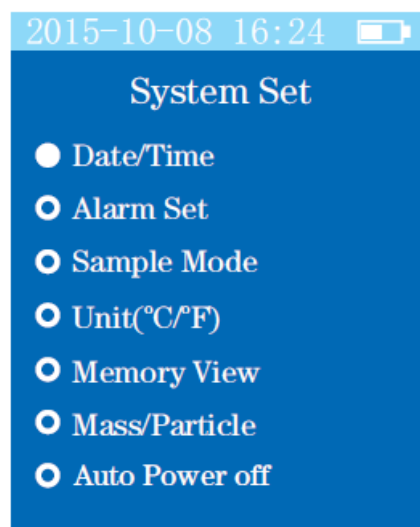 2015-10-08 16:24
System Set
Date/Time
Alarm Set
Sample Mode
Unit(℃/℉)
Memory View
Mass/Particle
Auto Power off